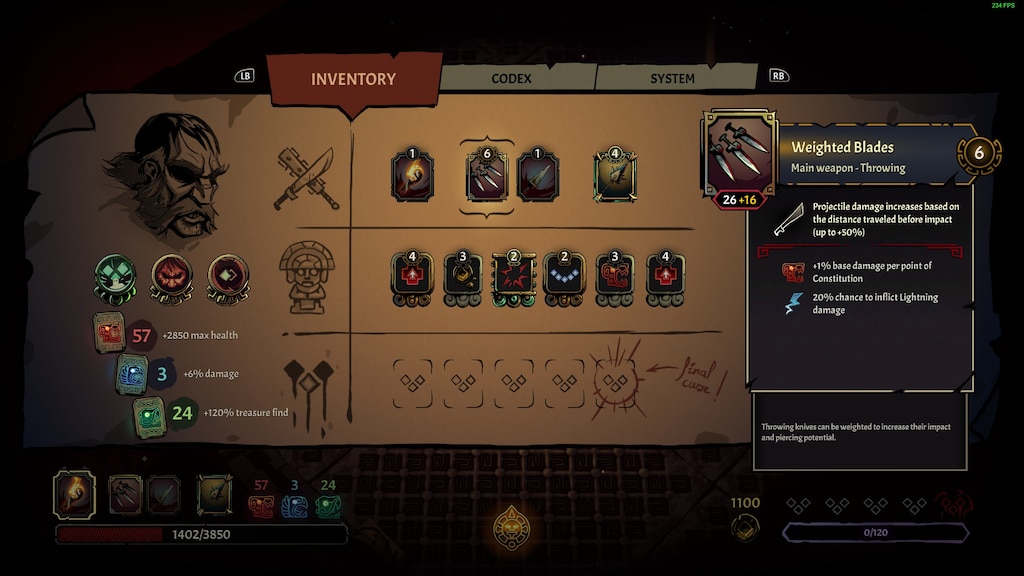 234 FPS
LB
INVENTORY
CODEX
SYSTEM
RB
1
6
1
4
Weighted Blades
Main weapon - Throwing
6
26 +16
Projectile damage increases based on
the distance traveled before impact
(up to +50%)
+1% base damage per point of
Constitution
20% chance to inflict Lightning
damage
4
3
2
2
3
4
57
+2850 max health
3
+6% damage
24
+120% treasure find
final
curse!
Throwing knives can be weighted to increase their impact
and piercing potential.
57
3
24
1402/3850
1100
0/120